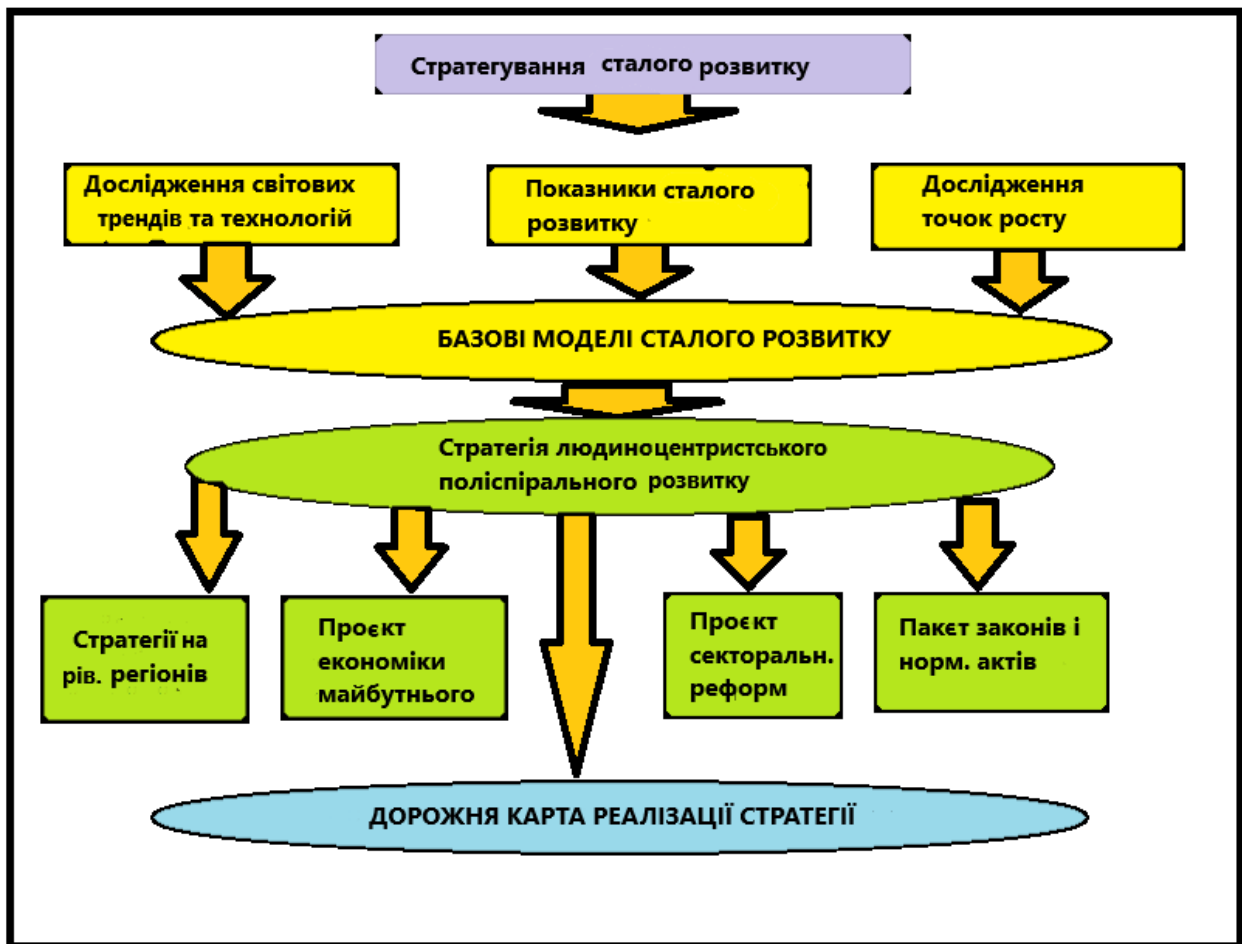 Стратегування сталого розвитку
Дослідження світових
трендів та технологій
Показники сталого
розвитку
Дослідження
точок росту
БАЗОВІ МОДЕЛІ СТАЛОГО РОЗВИТКУ
Стратегія людиноцентристського
поліспірального розвитку
Стратегії на
рів. регіонів
Проєкт
економіки
майбутнього
Проєкт
секторальн.
реформ
Пакєт законів і
норм. актів
ДОРОЖНЯ КАРТА РЕАЛІЗАЦІЇ СТРАТЕГІЇ